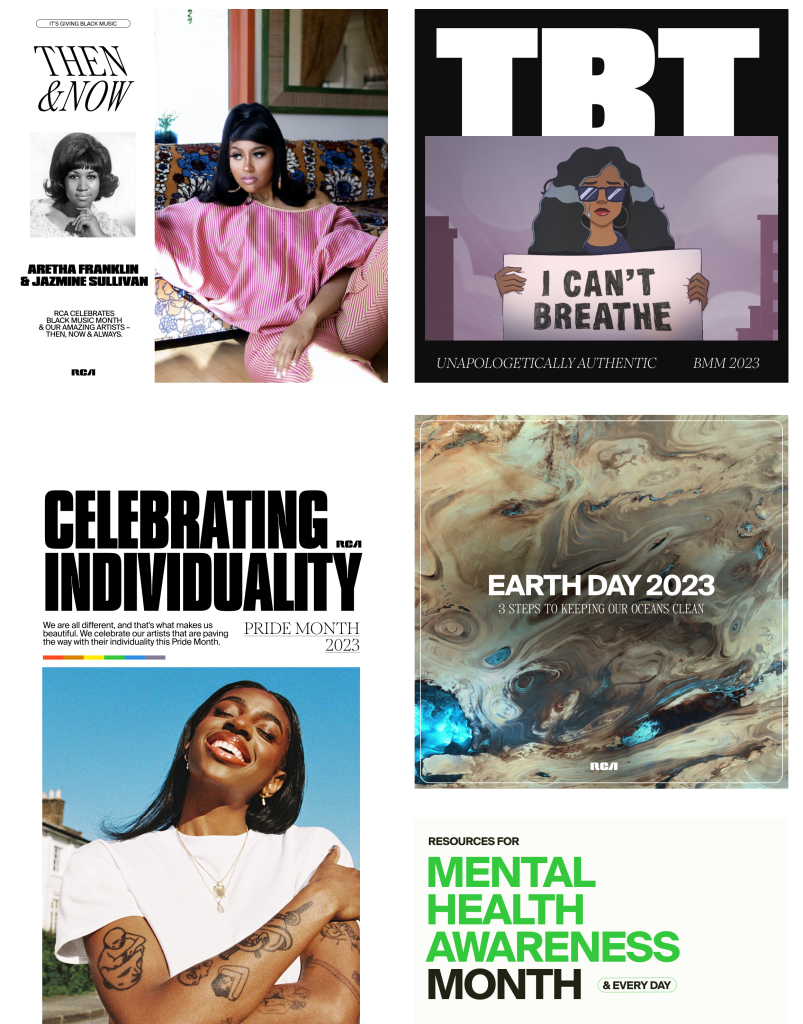 IT'S GIVING BLACK MUSIC
THEN
&NOW
ARETHA FRANKLIN
& JAZMINE SULLIVAN
RCA CELEBRATES
BLACK MUSIC MONTH
& OUR AMAZING ARTISTS –
THEN, NOW & ALWAYS.
RCA
TBT
I CAN'T
BREATHE
UNAPOLOGETICALLY AUTHENTIC
BMM 2023
CELEBRATING
RCA
INDIVIDUALITY
We are all different, and that's what makes us
beautiful. We celebrate our artists that are paving
the way with their individuality this Pride Month.
PRIDE MONTH
2023
EARTH DAY 2023
3 STEPS TO KEEPING OUR OCEANS CLEAN
RCA
RESOURCES FOR
MENTAL
HEALTH
AWARENESS
MONTH
& EVERY DAY